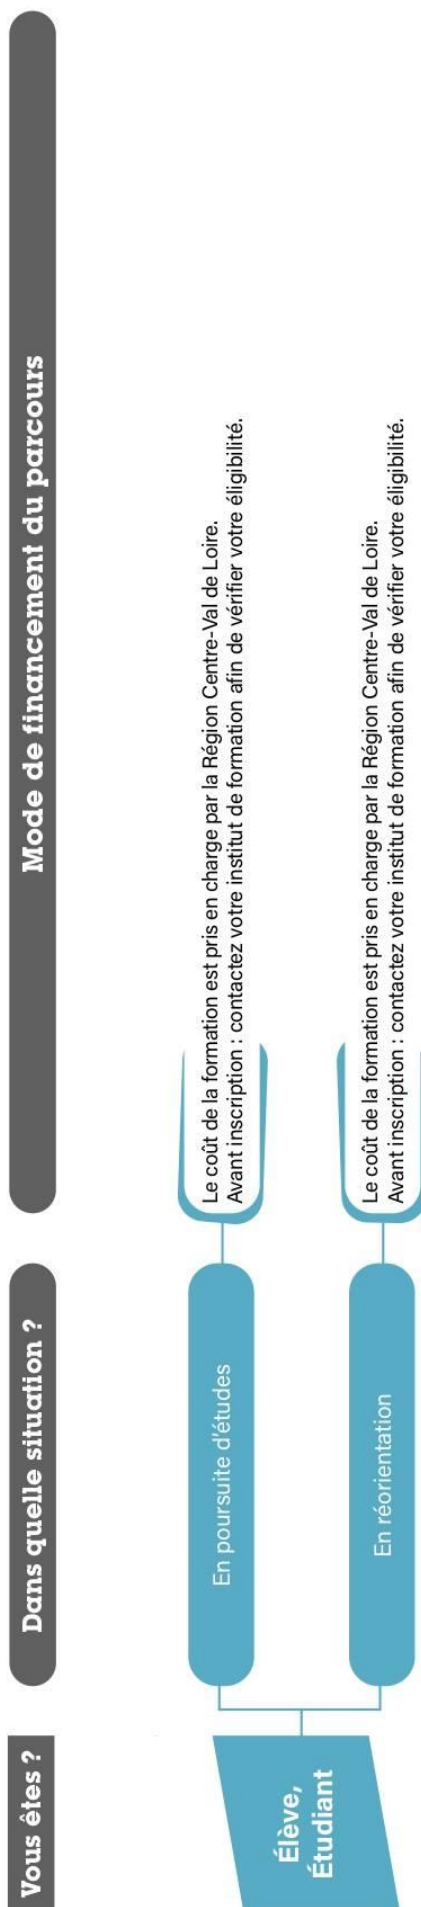 Vous êtes ?
Dans quelle situation ?
Mode de financement du parcours
Élève,
Étudiant
En poursuite d'études
Le coût de la formation est pris en charge par la Région Centre-Val de Loire.
Avant inscription : contactez votre institut de formation afin de vérifier votre éligibilité.
En réorientation
Le coût de la formation est pris en charge par la Région Centre-Val de Loire.
Avant inscription : contactez votre institut de formation afin de vérifier votre éligibilité.